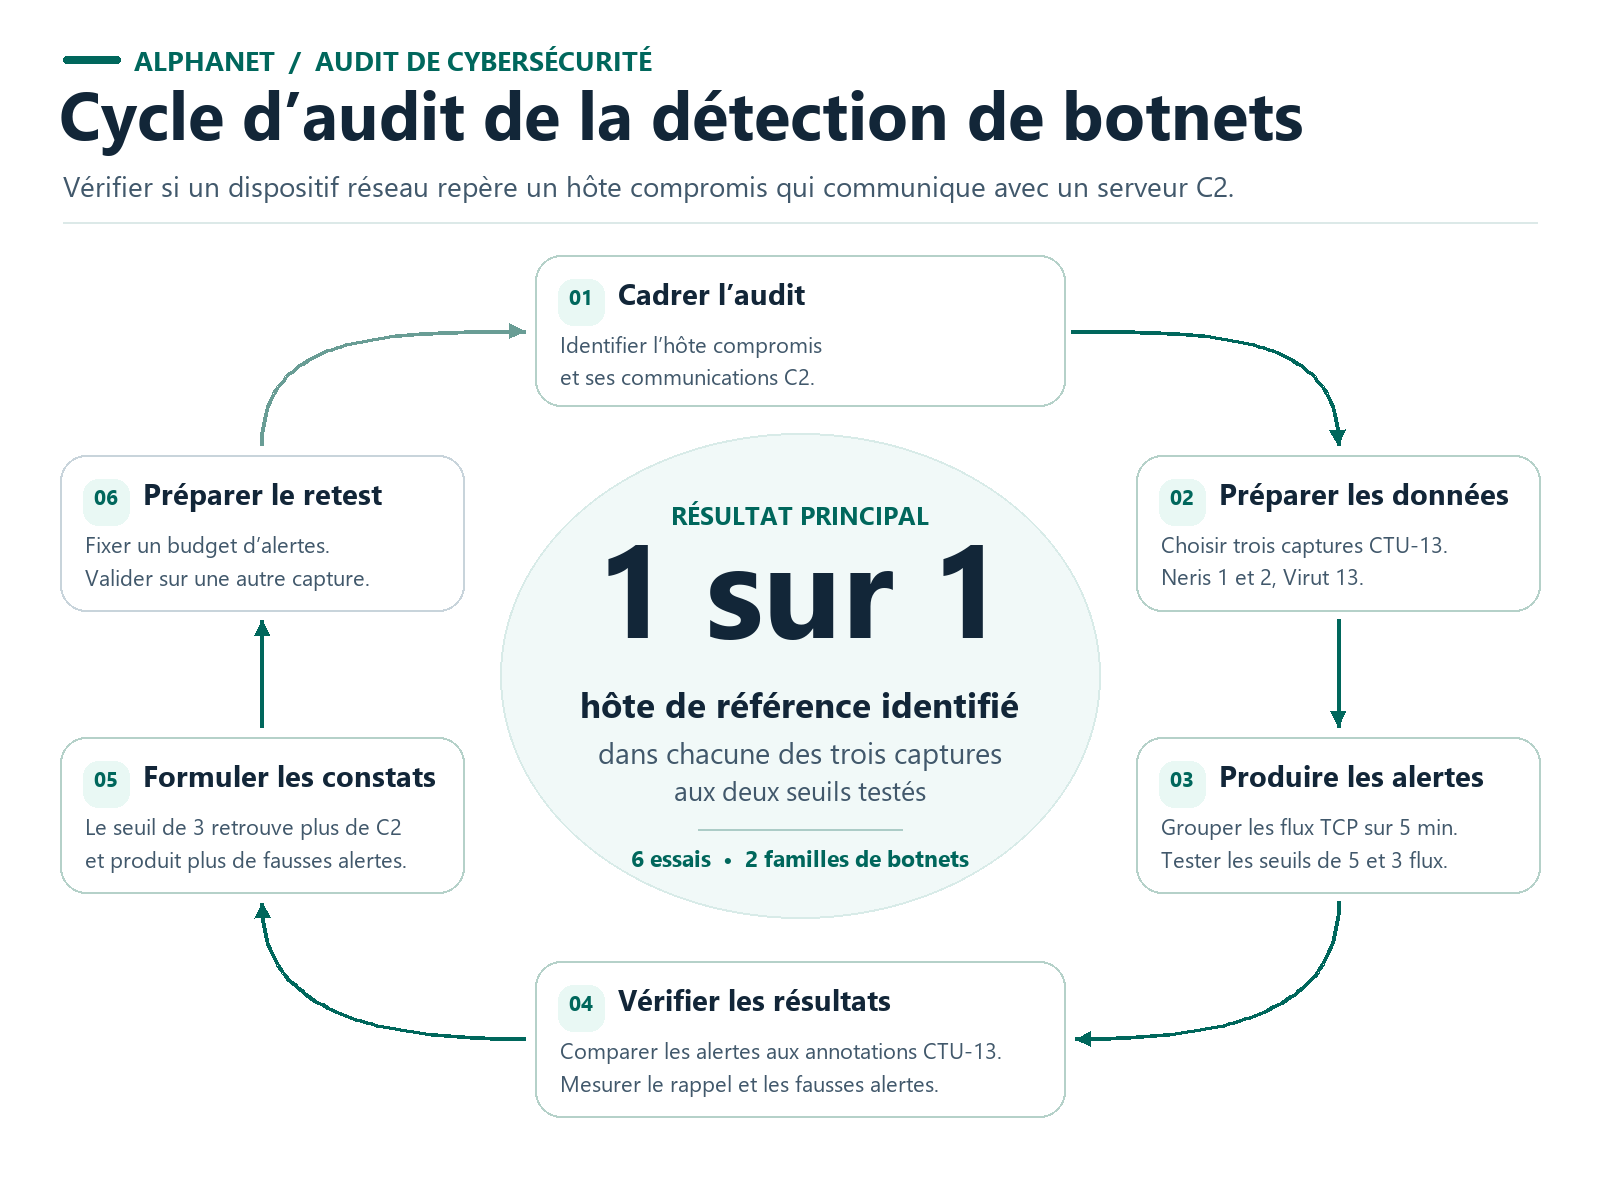 ALPHANET / AUDIT DE CYBERSÉCURITÉ
Cycle d’audit de la détection de botnets
Vérifier si un dispositif réseau repère un hôte compromis qui communique avec un serveur C2.
01 Cadrer l’audit
Identifier l’hôte compromis
et ses communications C2.
02 Préparer les données
Choisir trois captures CTU-13.
Neris 1 et 2, Virut 13.
03 Produire les alertes
Grouper les flux TCP sur 5 min.
Tester les seuils de 5 et 3 flux.
04 Vérifier les résultats
Comparer les alertes aux annotations CTU-13.
Mesurer le rappel et les fausses alertes.
05 Formuler les constats
Le seuil de 3 retrouve plus de C2
et produit plus de fausses alertes.
06 Préparer le retest
Fixer un budget d’alertes.
Valider sur une autre capture.
RÉSULTAT PRINCIPAL
1 sur 1
hôte de référence identifié
dans chacune des trois captures
aux deux seuils testés
6 essais • 2 familles de botnets